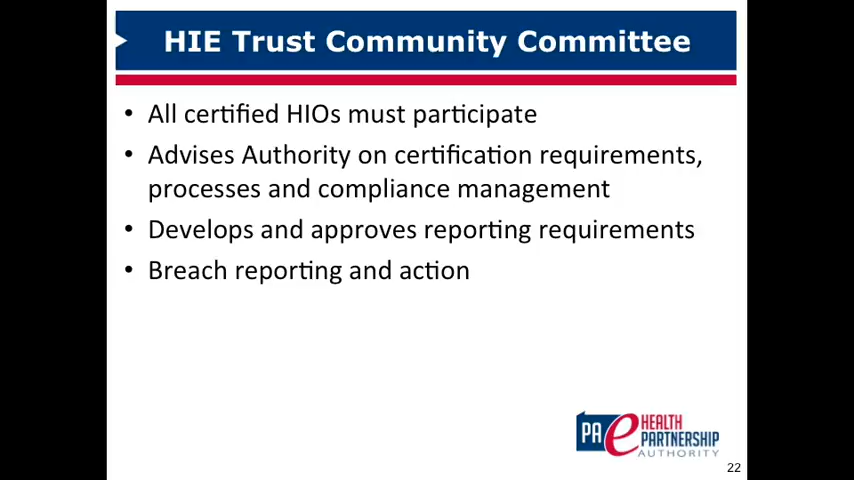 HIE Trust Community Committee
• All certified HIOs must participate
• Advises Authority on certification requirements,
processes and compliance management
• Develops and approves reporting requirements
• Breach reporting and action
PA e HEALTH
PARTNERSHIP
AUTHORITY
22